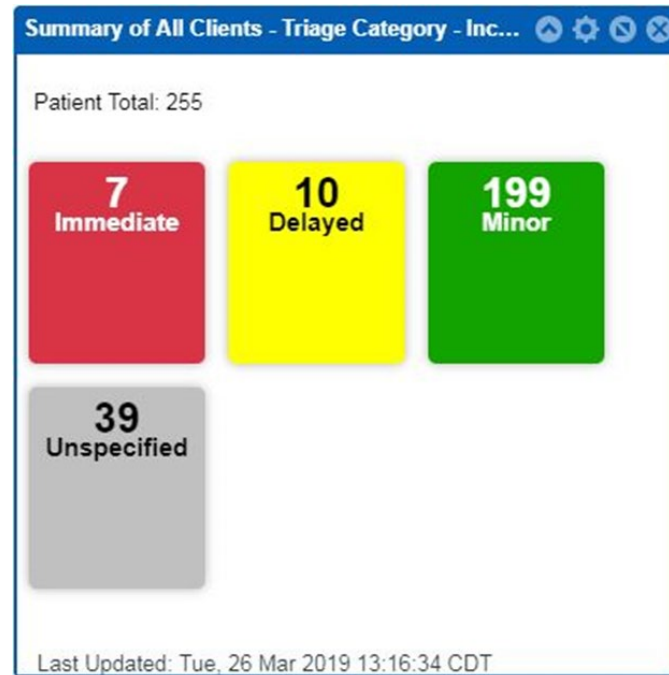 Summary of All Clients - Triage Category - Inc...
Patient Total: 255
7
Immediate
10
Delayed
199
Minor
39
Unspecified
Last Updated: Tue, 26 Mar 2019 13:16:34 CDT